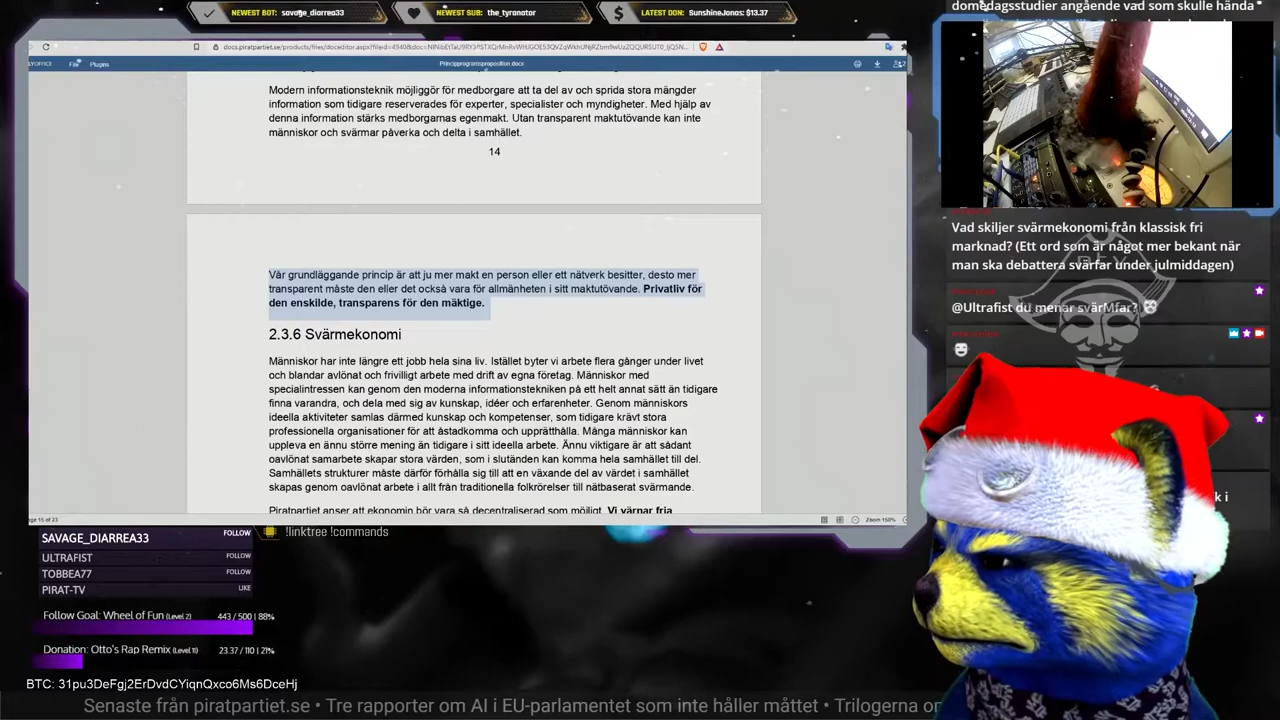 NEWEST BOT: savage_diarrea33
NEWEST SUB: the_tyranator
LATEST DON: SunshineJones: $13.37
File Plugins
Principprogramsproposition.docx
Modern informationsteknik möjliggör för medborgare att ta del av och sprida stora mängder
information som tidigare reserverades för experter, specialister och myndigheter. Med hjälp av
denna information stärks medborgarnas egenmakt. Utan transparent maktutövande kan inte
människor och svärmar påverka och delta i samhället.
14
Vår grundläggande princip är att ju mer makt en person eller ett nätverk besitter, desto mer
transparent måste den eller det också vara för allmänheten i sitt maktutövande. Privatliv för
den enskilde, transparens för den mäktige.
2.3.6 Svärmekonomi
Människor har inte längre ett jobb hela sina liv. Istället byter vi arbete flera gånger under livet
och blandar avlönat och frivilligt arbete med drift av egna företag. Människor med
specialintressen kan genom den moderna informationstekniken på ett helt annat sätt än tidigare
finna varandra, och dela med sig av kunskap, idéer och erfarenheter. Genom människors
ideella aktiviteter samlas därmed kunskap och kompetenser, som tidigare krävt stora
professionella organisationer för att åstadkomma och upprätthålla. Många människor kan
uppleva en ännu större mening än tidigare i sitt ideella arbete. Ännu viktigare är att sådant
oavlönat samarbete skapar stora värden, som i slutänden kan komma hela samhället till del.
Samhällets strukturer måste därför förhålla sig till att en växande del av värdet i samhället
skapas genom oavlönat arbete i allt från traditionella folkrörelser till nätbaserat svärmande.
Piratpartiet anser att ekonomin bör vara så decentraliserad som möjligt. Vi värnar fria
Zoom 150%
domedagsstudier angående vad som skulle hända
Vad skiljer svärmekonomi från klassisk fri
marknad? (Ett ord som är något mer bekant när
man ska debattera svärfar under julmiddagen)
@Ultrafist du menar svärMfar?
SAVAGE_DIARREA33 FOLLOW
ULTRAFIST FOLLOW
TOBBEA77 FOLLOW
PIRAT-TV LIKE
!linktree !commands
Follow Goal: Wheel of Fun (Level 2) 443 / 500 | 88%
Donation: Otto's Rap Remix (Level 11) 23.37 / 110 | 21%
BTC: 31pu3DeFgj2ErDvdCYiqnQxco6Ms6DceHj
Senaste från piratpartiet.se • Tre rapporter om AI i EU-parlamentet som inte håller måttet • Trilogerna